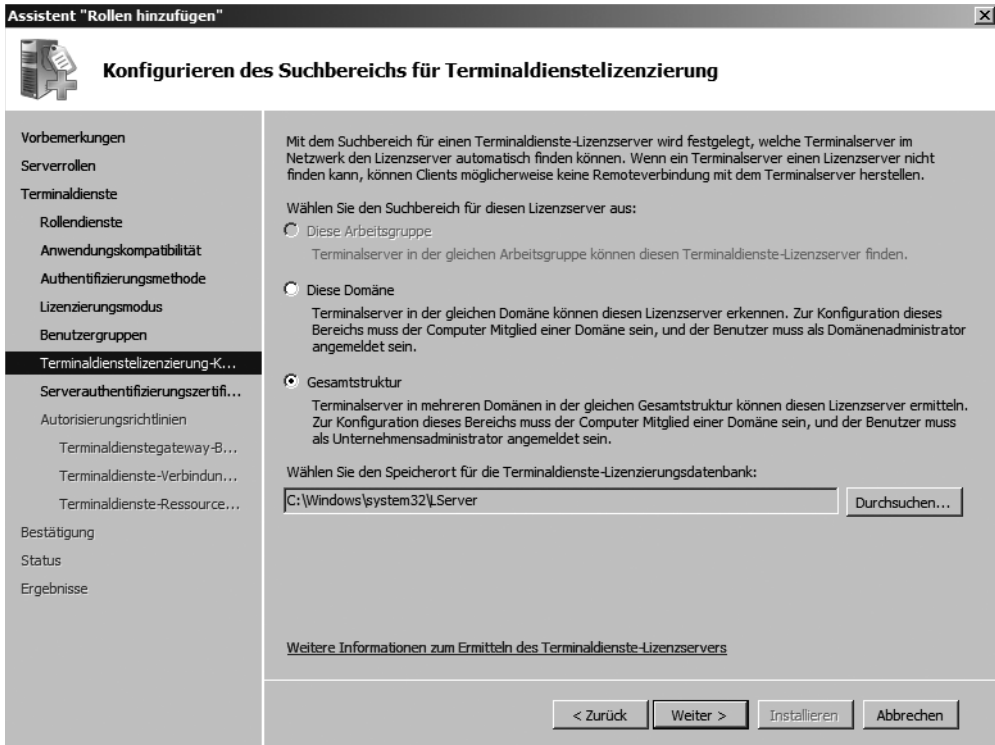 Assistent "Rollen hinzufügen"
Konfigurieren des Suchbereichs für Terminaldienstelizenzierung
Vorbemerkungen
Serverrollen
Terminaldienste
Rollendienste
Anwendungskompatibilität
Authentifizierungsmethode
Lizenzierungsmodus
Benutzergruppen
Terminaldienstelizenzierung-K...
Serverauthentifizierungszertifi...
Autorisierungsrichtlinien
Terminaldienstegateway-B...
Terminaldienste-Verbindun...
Terminaldienste-Ressource...
Bestätigung
Status
Ergebnisse
Mit dem Suchbereich für einen Terminaldienste-Lizenzserver wird festgelegt, welche Terminalserver im
Netzwerk den Lizenzserver automatisch finden können. Wenn ein Terminalserver einen Lizenzserver nicht
finden kann, können Clients möglicherweise keine Remoteverbindung mit dem Terminalserver herstellen.
Wählen Sie den Suchbereich für diesen Lizenzserver aus:
Diese Arbeitsgruppe
Terminalserver in der gleichen Arbeitsgruppe können diesen Terminaldienste-Lizenzserver finden.
Diese Domäne
Terminalserver in der gleichen Domäne können diesen Lizenzserver erkennen. Zur Konfiguration dieses
Bereichs muss der Computer Mitglied einer Domäne sein, und der Benutzer muss als Domänenadministrator
angemeldet sein.
Gesamtstruktur
Terminalserver in mehreren Domänen in der gleichen Gesamtstruktur können diesen Lizenzserver ermitteln.
Zur Konfiguration dieses Bereichs muss der Computer Mitglied einer Domäne sein, und der Benutzer muss
als Unternehmensadministrator angemeldet sein.
Wählen Sie den Speicherort für die Terminaldienste-Lizenzierungsdatenbank:
C:\Windows\system32\LServer
Durchsuchen...
Weitere Informationen zum Ermitteln des Terminaldienste-Lizenzservers
< Zurück
Weiter >
Installieren
Abbrechen